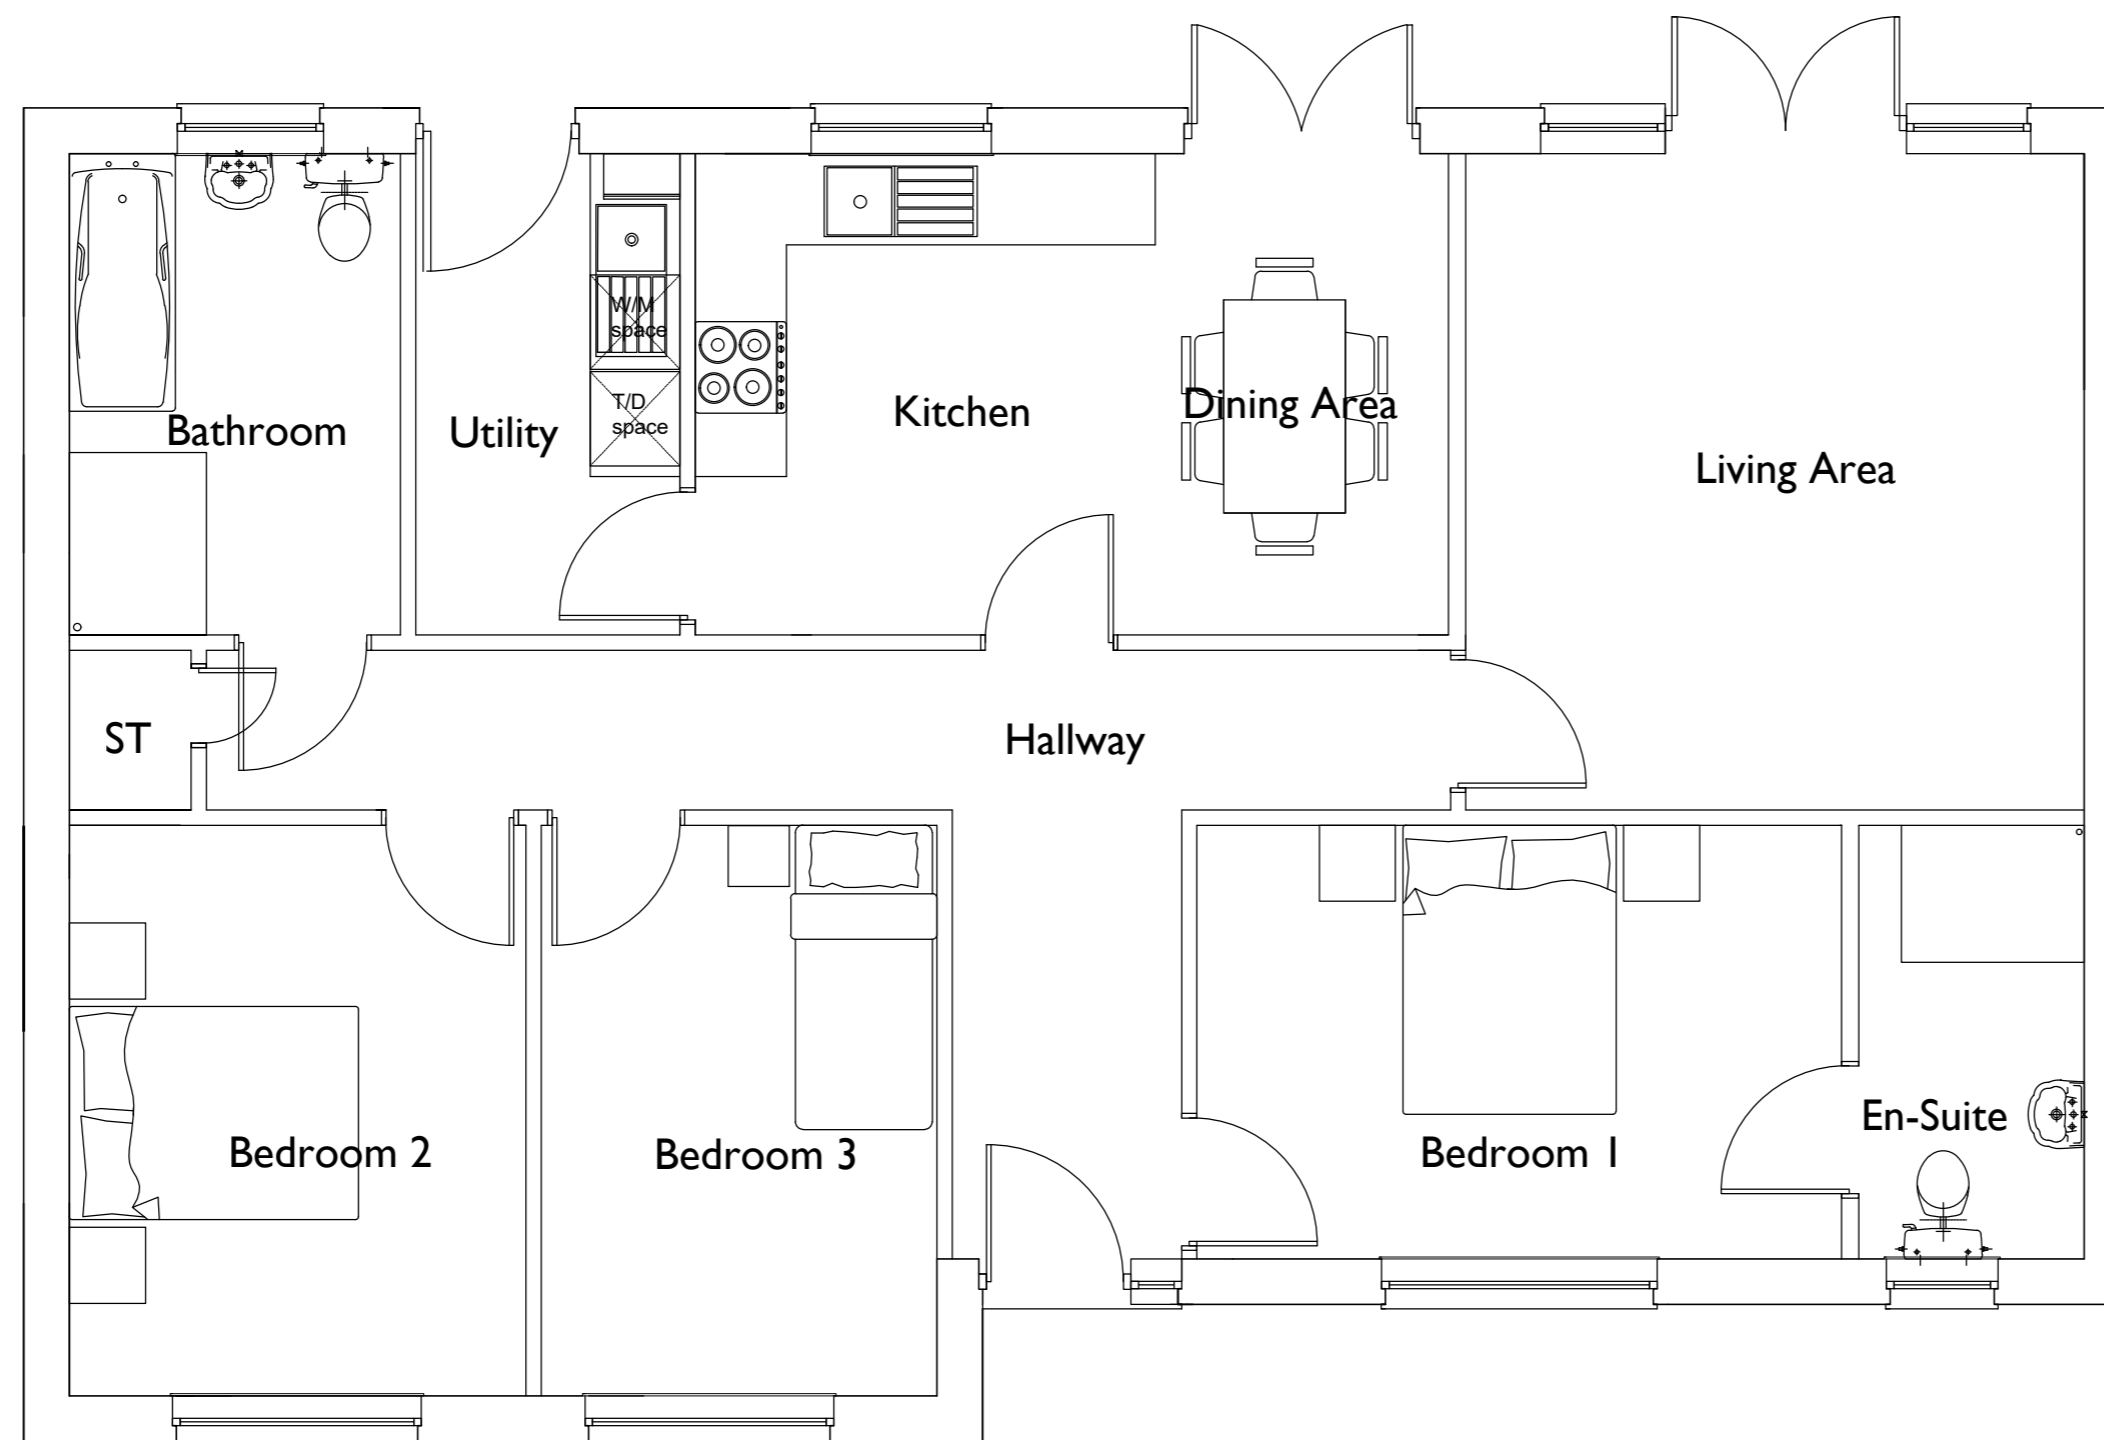 W/M
space
T/D
space
Bathroom
Utility
Kitchen
Dining Area
Living Area
ST
Hallway
Bedroom 2
Bedroom 3
Bedroom 1
En-Suite